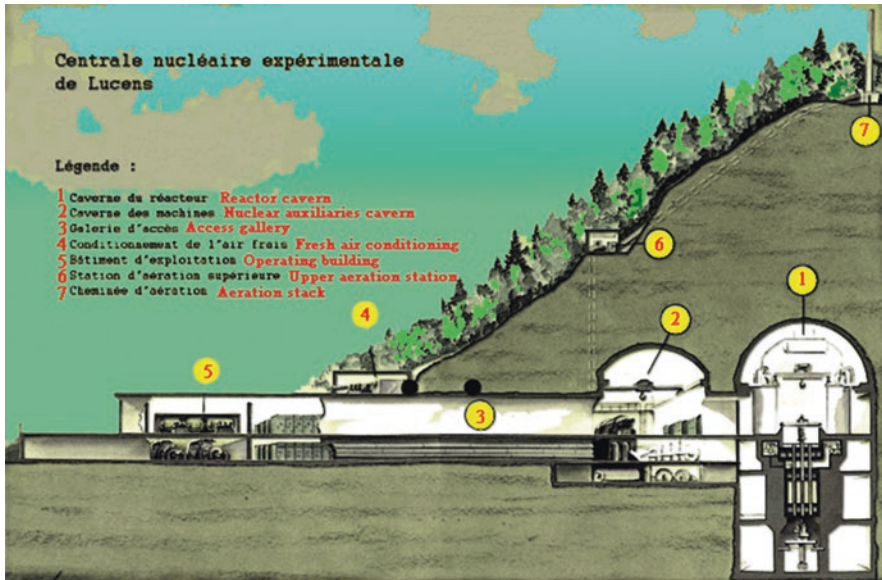 Centrale nucléaire expérimentale
de Lucens
Légende :
1 Caverne du réacteur Reactor cavern
2 Caverne des machines Nuclear auxiliaries cavern
3 Galerie d'accès Access gallery
4 Conditionnement de l'air frais Fresh air conditioning
5 Bâtiment d'exploitation Operating building
6 Station d'aération supérieure Upper aeration station
7 Cheminée d'aération Aeration stack
7
6
1
2
4
5
3